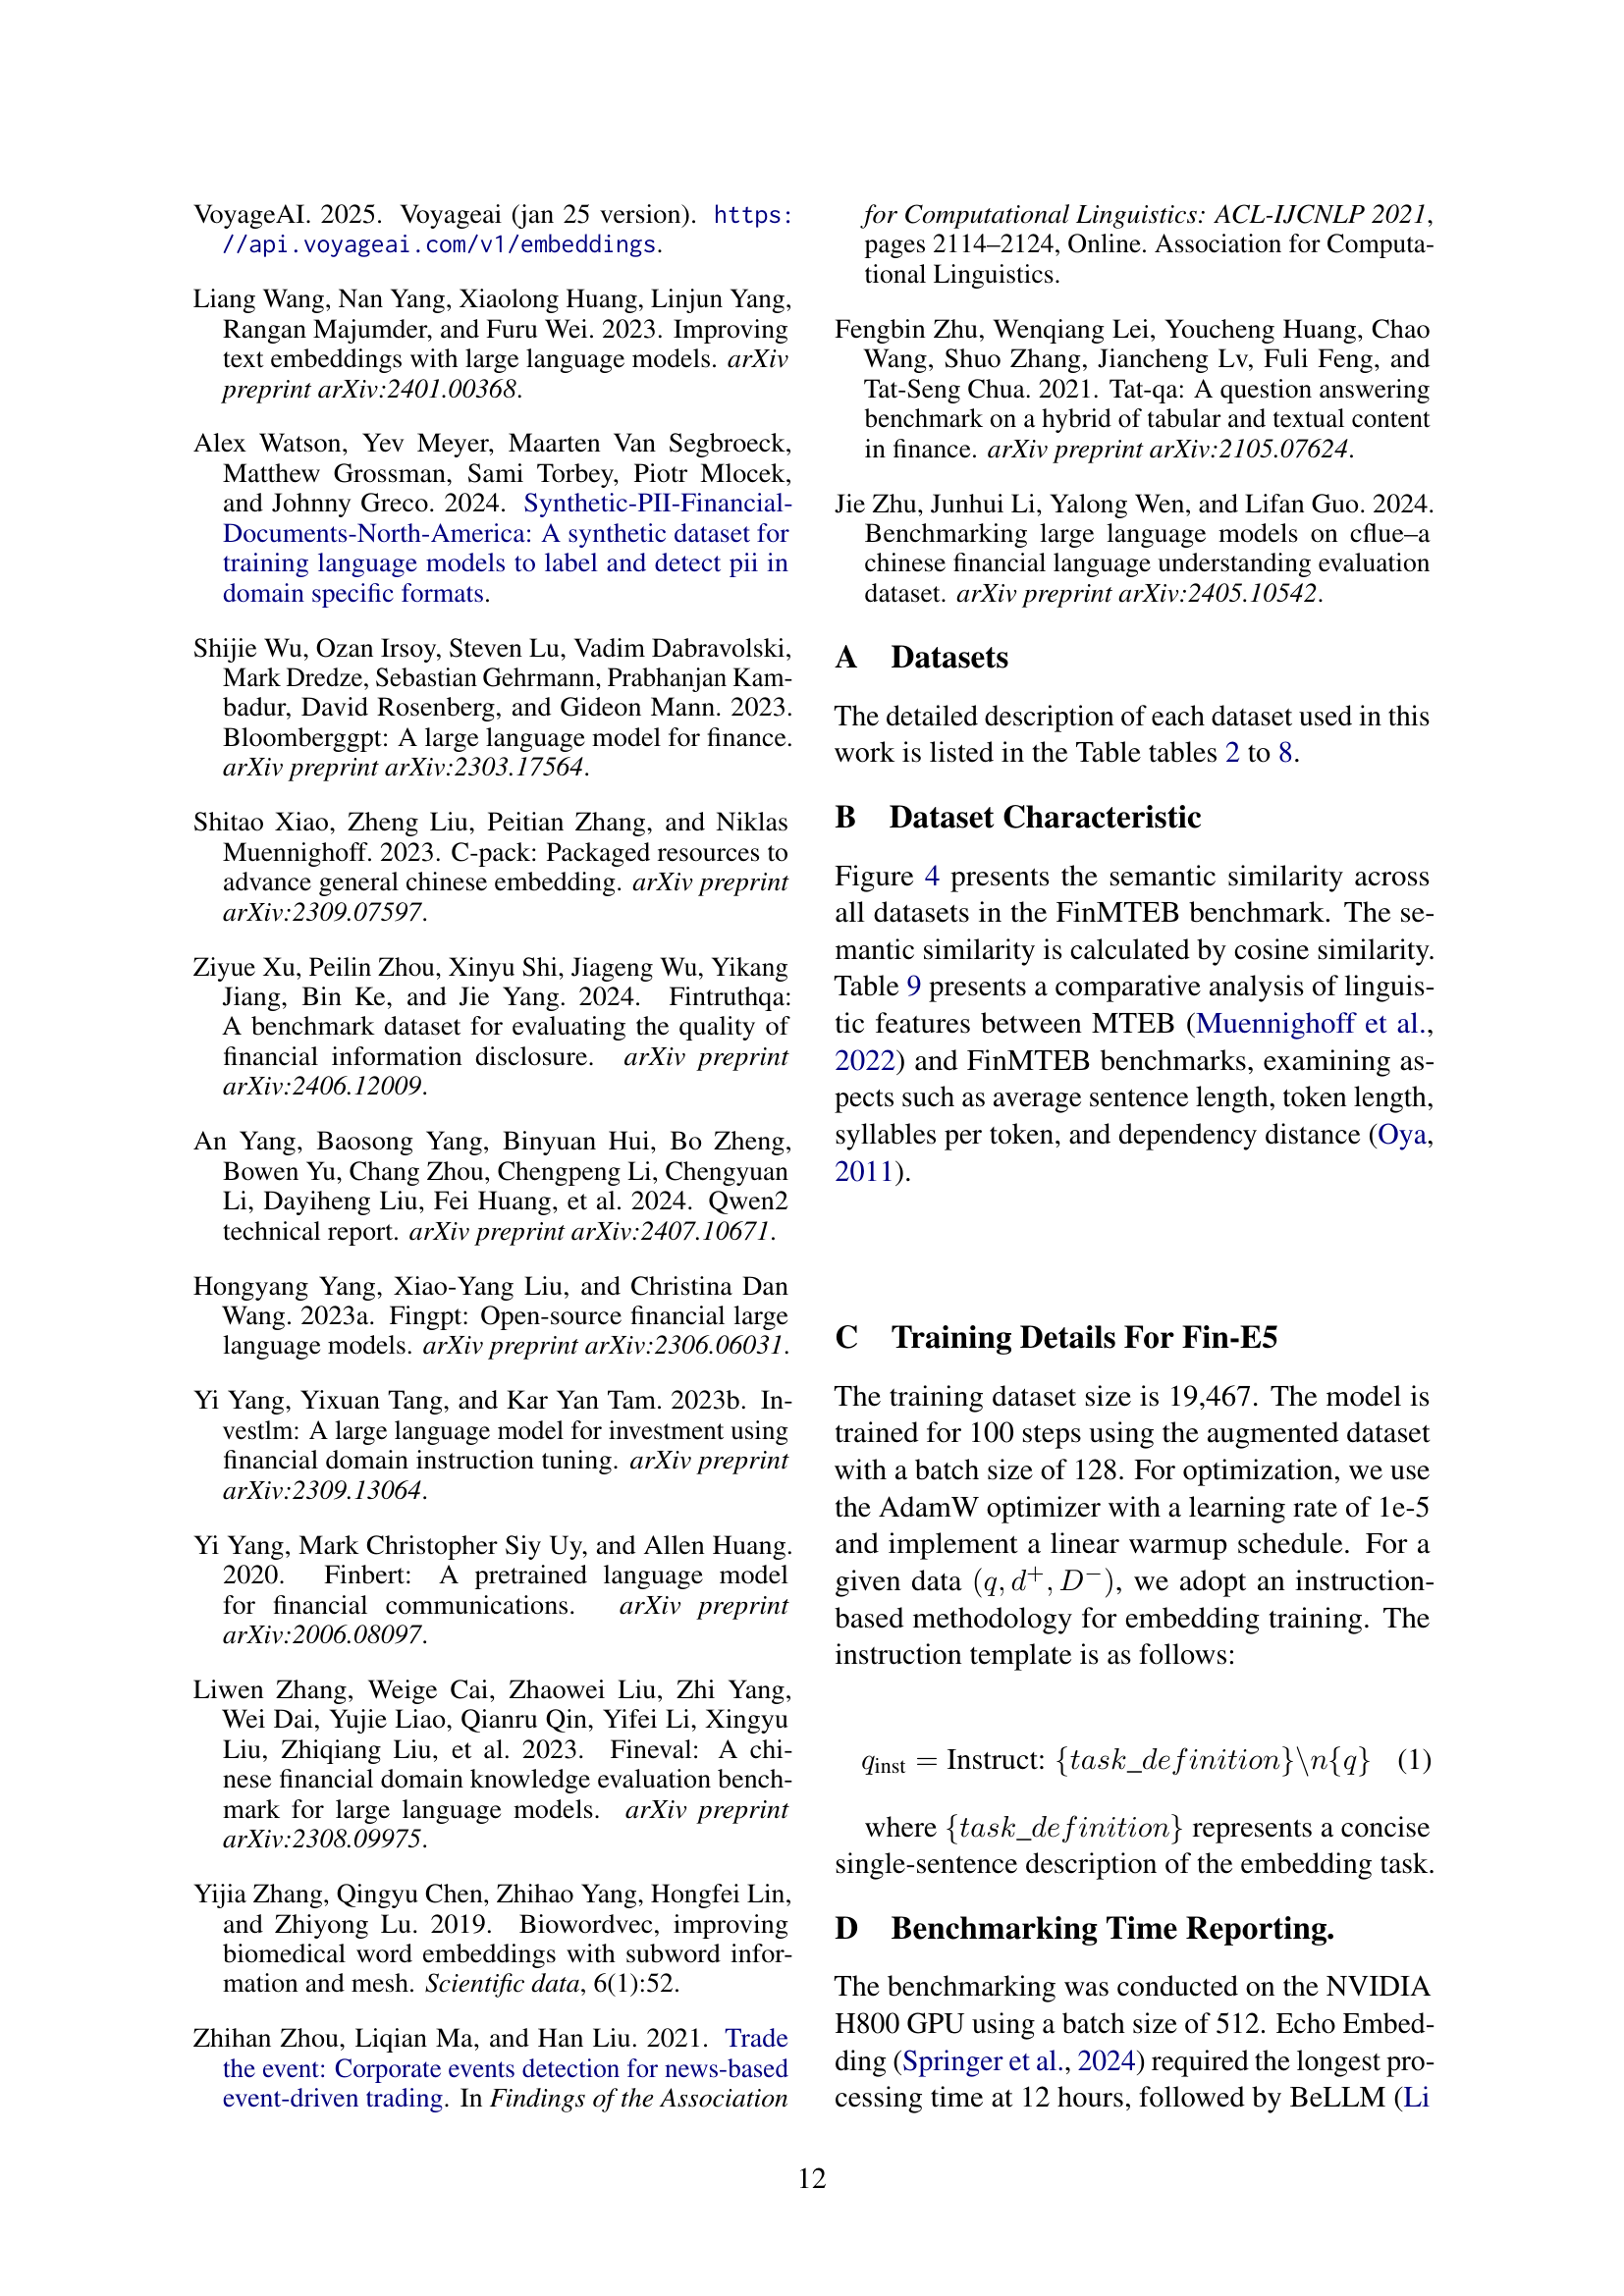 VoyageAI. 2025. Voyageai (jan 25 version). https:
//api.voyageai.com/v1/embeddings.
Liang Wang, Nan Yang, Xiaolong Huang, Linjun Yang,
Rangan Majumder, and Furu Wei. 2023. Improving
text embeddings with large language models. arXiv
preprint arXiv:2401.00368.
Alex Watson, Yev Meyer, Maarten Van Segbroeck,
Matthew Grossman, Sami Torbey, Piotr Mlocek,
and Johnny Greco. 2024. Synthetic-PII-Financial-
Documents-North-America: A synthetic dataset for
training language models to label and detect pii in
domain specific formats.
Shijie Wu, Ozan Irsoy, Steven Lu, Vadim Dabravolski,
Mark Dredze, Sebastian Gehrmann, Prabhanjan Kam-
badur, David Rosenberg, and Gideon Mann. 2023.
Bloomberggpt: A large language model for finance.
arXiv preprint arXiv:2303.17564.
Shitao Xiao, Zheng Liu, Peitian Zhang, and Niklas
Muennighoff. 2023. C-pack: Packaged resources to
advance general chinese embedding. arXiv preprint
arXiv:2309.07597.
Ziyue Xu, Peilin Zhou, Xinyu Shi, Jiageng Wu, Yikang
Jiang, Bin Ke, and Jie Yang. 2024. Fintruthqa:
A benchmark dataset for evaluating the quality of
financial information disclosure. arXiv preprint
arXiv:2406.12009.
An Yang, Baosong Yang, Binyuan Hui, Bo Zheng,
Bowen Yu, Chang Zhou, Chengpeng Li, Chengyuan
Li, Dayiheng Liu, Fei Huang, et al. 2024. Qwen2
technical report. arXiv preprint arXiv:2407.10671.
Hongyang Yang, Xiao-Yang Liu, and Christina Dan
Wang. 2023a. Fingpt: Open-source financial large
language models. arXiv preprint arXiv:2306.06031.
Yi Yang, Yixuan Tang, and Kar Yan Tam. 2023b. In-
vestlm: A large language model for investment using
financial domain instruction tuning. arXiv preprint
arXiv:2309.13064.
Yi Yang, Mark Christopher Siy Uy, and Allen Huang.
2020. Finbert: A pretrained language model
for financial communications. arXiv preprint
arXiv:2006.08097.
Liwen Zhang, Weige Cai, Zhaowei Liu, Zhi Yang,
Wei Dai, Yujie Liao, Qianru Qin, Yifei Li, Xingyu
Liu, Zhiqiang Liu, et al. 2023. Fineval: A chi-
nese financial domain knowledge evaluation bench-
mark for large language models. arXiv preprint
arXiv:2308.09975.
Yijia Zhang, Qingyu Chen, Zhihao Yang, Hongfei Lin,
and Zhiyong Lu. 2019. Biowordvec, improving
biomedical word embeddings with subword infor-
mation and mesh. Scientific data, 6(1):52.
Zhihan Zhou, Liqian Ma, and Han Liu. 2021. Trade
the event: Corporate events detection for news-based
event-driven trading. In Findings of the Association
for Computational Linguistics: ACL-IJCNLP 2021,
pages 2114–2124, Online. Association for Computa-
tional Linguistics.
Fengbin Zhu, Wenqiang Lei, Youcheng Huang, Chao
Wang, Shuo Zhang, Jiancheng Lv, Fuli Feng, and
Tat-Seng Chua. 2021. Tat-qa: A question answering
benchmark on a hybrid of tabular and textual content
in finance. arXiv preprint arXiv:2105.07624.
Jie Zhu, Junhui Li, Yalong Wen, and Lifan Guo. 2024.
Benchmarking large language models on cflue–a
chinese financial language understanding evaluation
dataset. arXiv preprint arXiv:2405.10542.
A Datasets
The detailed description of each dataset used in this
work is listed in the Table tables 2 to 8.
B Dataset Characteristic
Figure 4 presents the semantic similarity across
all datasets in the FinMTEB benchmark. The se-
mantic similarity is calculated by cosine similarity.
Table 9 presents a comparative analysis of linguis-
tic features between MTEB (Muennighoff et al.,
2022) and FinMTEB benchmarks, examining as-
pects such as average sentence length, token length,
syllables per token, and dependency distance (Oya,
2011).
C Training Details For Fin-E5
The training dataset size is 19,467. The model is
trained for 100 steps using the augmented dataset
with a batch size of 128. For optimization, we use
the AdamW optimizer with a learning rate of 1e-5
and implement a linear warmup schedule. For a
given data (q, d⁺, D⁻), we adopt an instruction-
based methodology for embedding training. The
instruction template is as follows:
q_inst = Instruct: {task_definition}\n{q} (1)
where {task_definition} represents a concise
single-sentence description of the embedding task.
D Benchmarking Time Reporting.
The benchmarking was conducted on the NVIDIA
H800 GPU using a batch size of 512. Echo Embed-
ding (Springer et al., 2024) required the longest pro-
cessing time at 12 hours, followed by BeLLM (Li
12